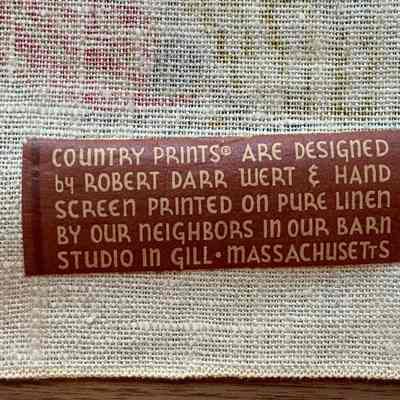 COUNTRY PRINTS® ARE DESIGNED
by ROBERT DARR WERT & HAND
SCREEN PRINTED ON PURE LINEN
BY OUR NEIGHBORS IN OUR BARN
STUDIO IN GILL • MASSACHUSETTS